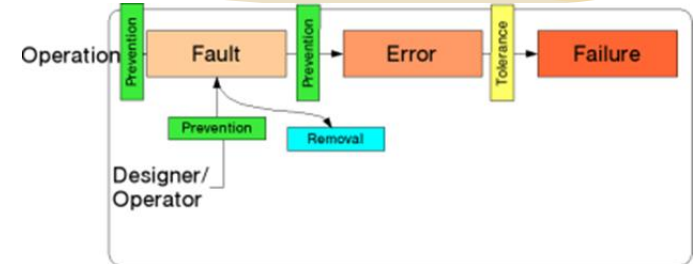 Operation
Prevention
Fault
Prevention
Error
Tolerance
Failure
Prevention
Removal
Designer/
Operator